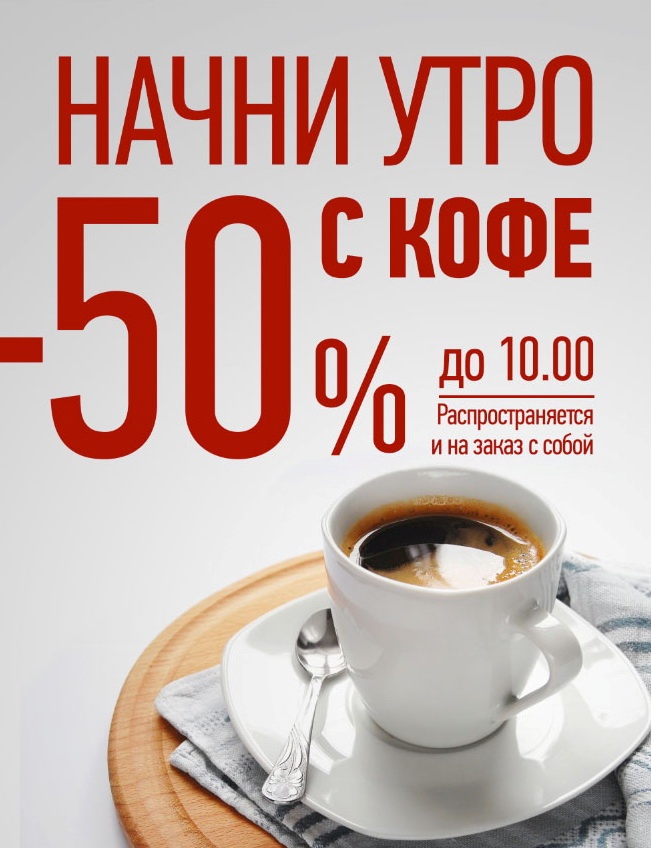 НАЧНИ УТРО
С КОФЕ
-50%
до 10.00
Распространяется
и на заказ с собой